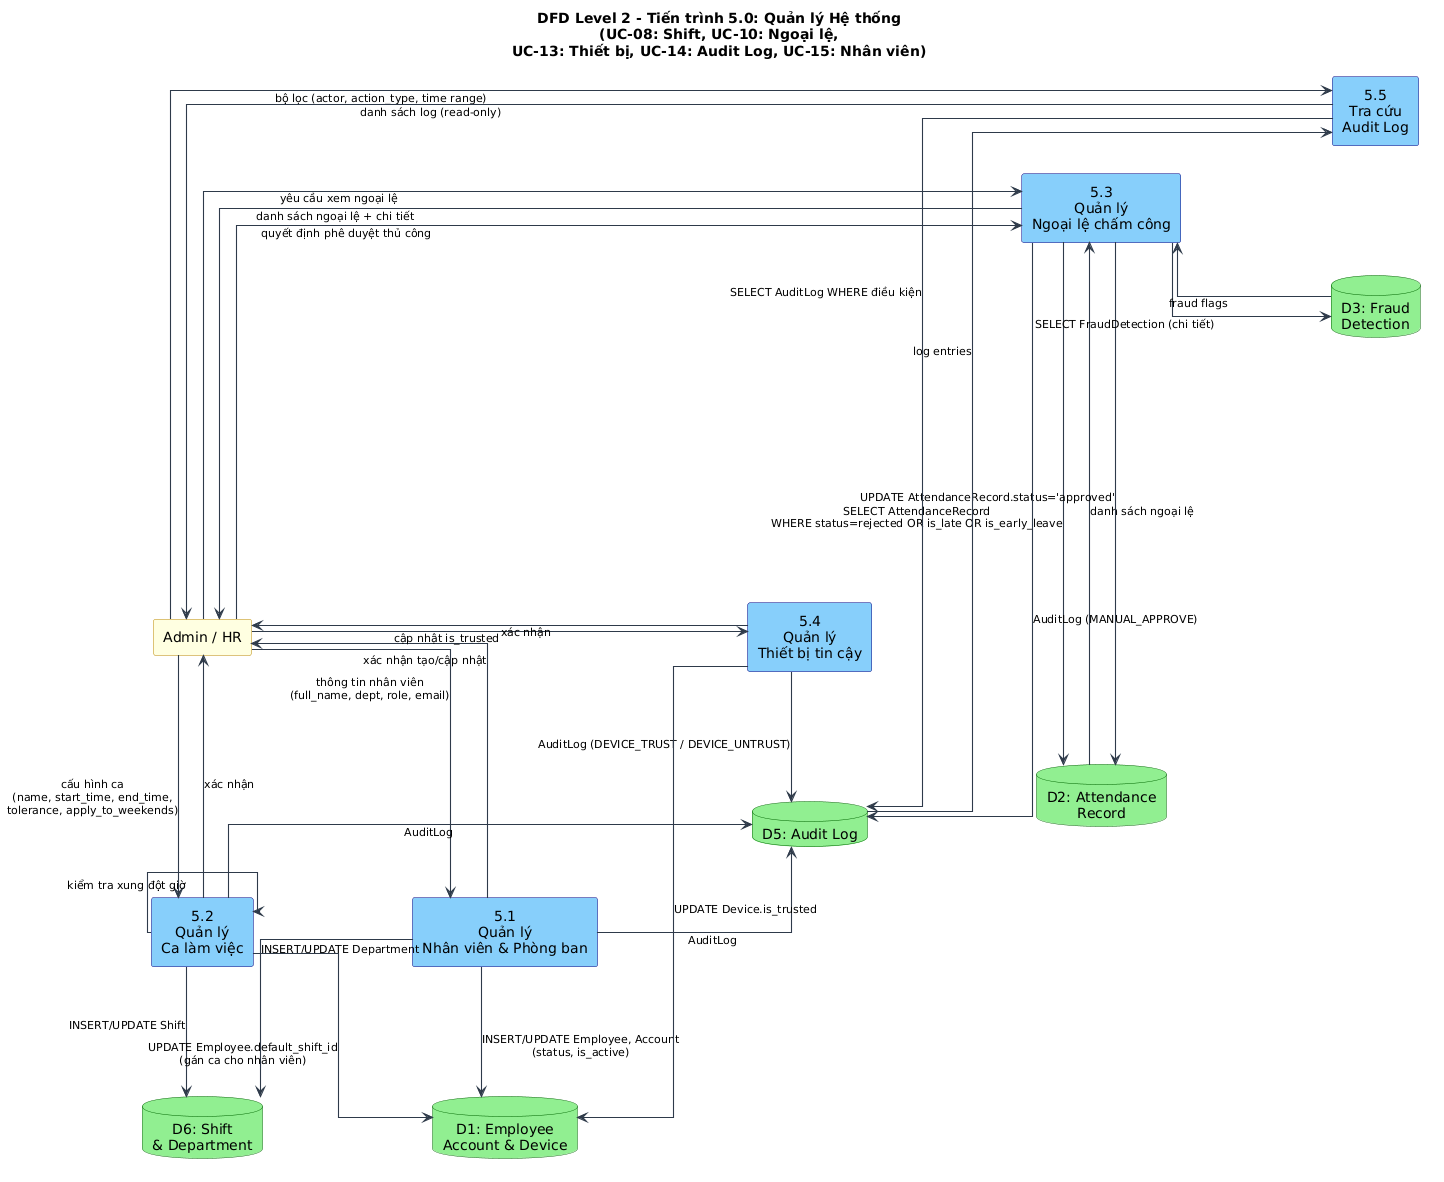 DFD Level 2 - Tiến trình 5.0: Quản lý Hệ thống
(UC-08: Shift, UC-10: Ngoại lệ,
UC-13: Thiết bị, UC-14: Audit Log, UC-15: Nhân viên)
5.5
Tra cứu
Audit Log
bộ lọc (actor, action_type, time range)
danh sách log (read-only)
5.3
Quản lý
Ngoại lệ chấm công
yêu cầu xem ngoại lệ
danh sách ngoại lệ + chi tiết
quyết định phê duyệt thủ công
SELECT AuditLog WHERE điều kiện
fraud flags
D3: Fraud
Detection
SELECT FraudDetection (chi tiết)
log entries
UPDATE AttendanceRecord.status='approved'
SELECT AttendanceRecord
WHERE status=rejected OR is_late OR is_early_leave
danh sách ngoại lệ
AuditLog (MANUAL_APPROVE)
Admin / HR
5.4
Quản lý
Thiết bị tin cậy
cập nhật is_trusted
xác nhận
xác nhận tạo/cập nhật
thông tin nhân viên
(full_name, dept, role, email)
AuditLog (DEVICE_TRUST / DEVICE_UNTRUST)
cấu hình ca
(name, start_time, end_time,
tolerance, apply_to_weekends)
xác nhận
D2: Attendance
Record
D5: Audit Log
AuditLog
kiểm tra xung đột giờ
5.2
Quản lý
Ca làm việc
5.1
Quản lý
Nhân viên & Phòng ban
UPDATE Device.is_trusted
AuditLog
INSERT/UPDATE Department
INSERT/UPDATE Shift
UPDATE Employee.default_shift_id
(gán ca cho nhân viên)
INSERT/UPDATE Employee, Account
(status, is_active)
D6: Shift
& Department
D1: Employee
Account & Device